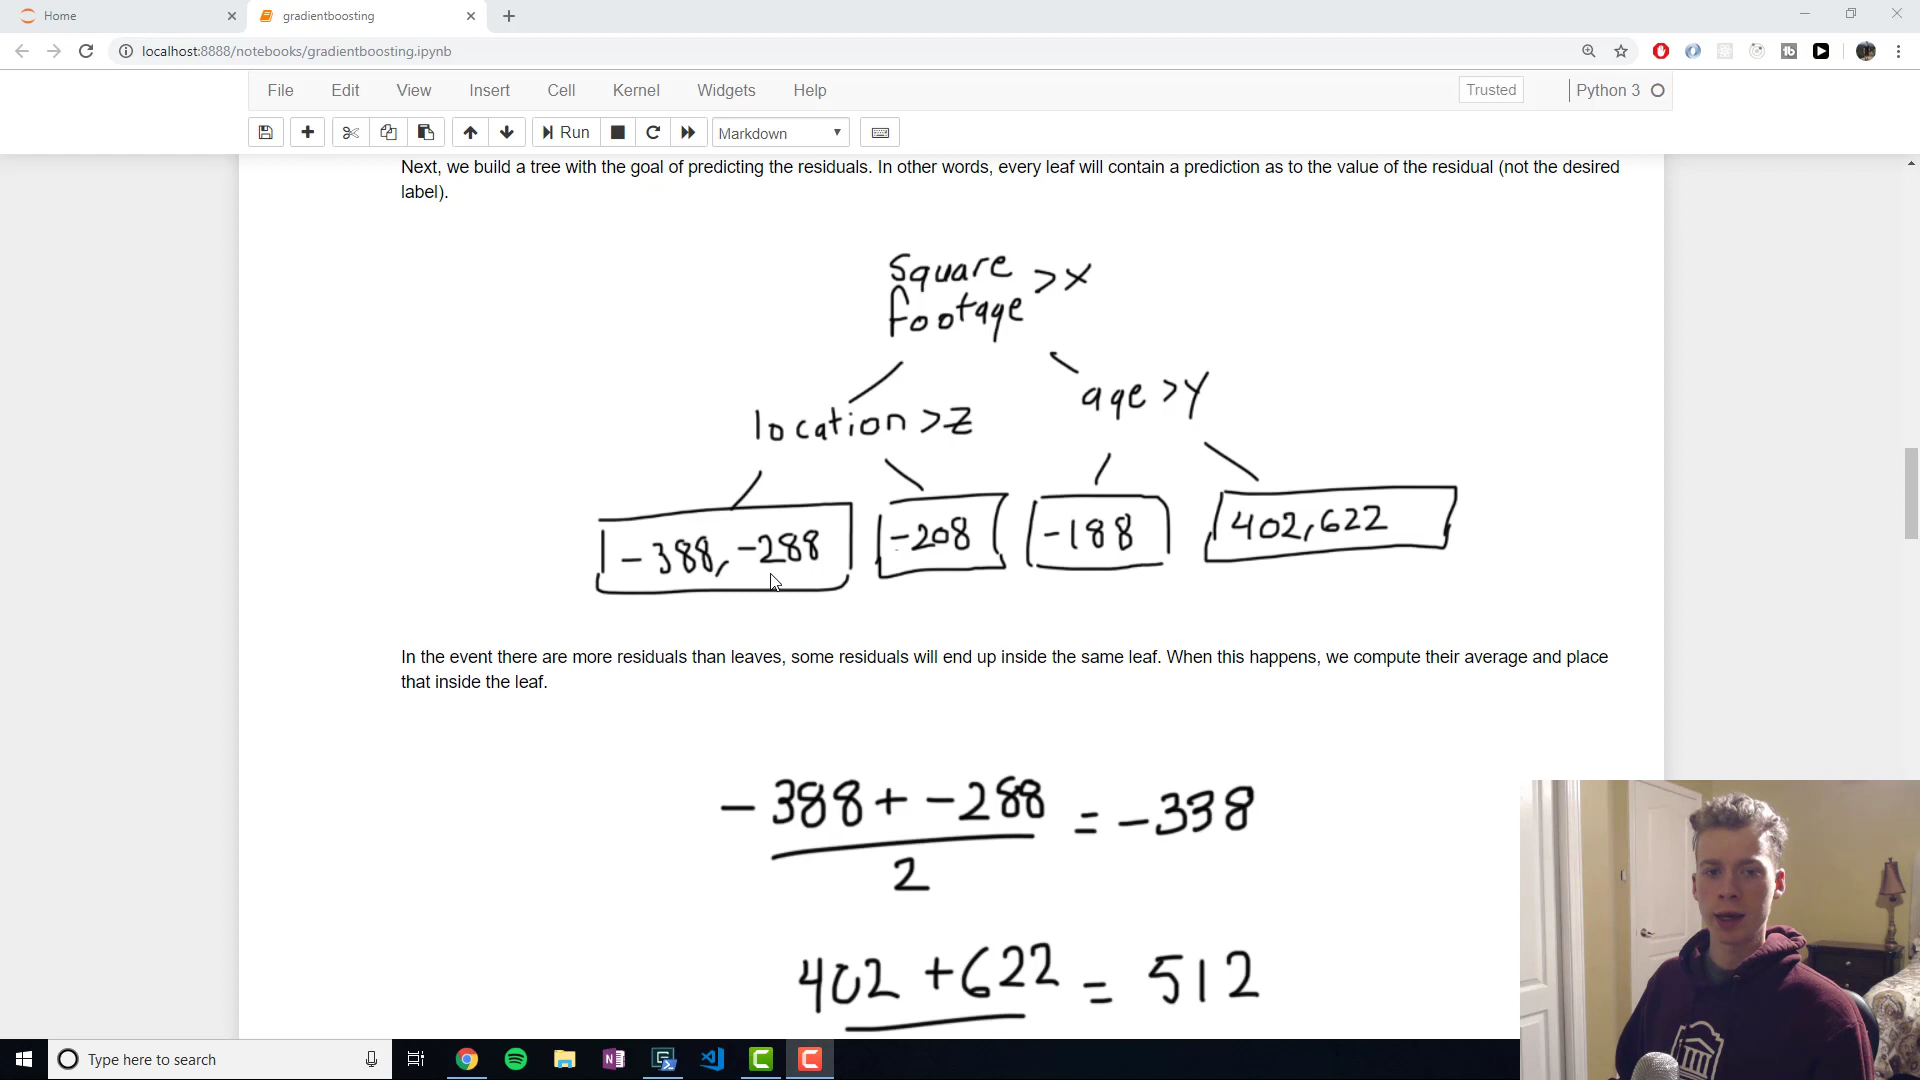 Home
gradientboosting
localhost:8888/notebooks/gradientboosting.ipynb
File Edit View Insert Cell Kernel Widgets Help Trusted Python 3
Run Markdown
Next, we build a tree with the goal of predicting the residuals. In other words, every leaf will contain a prediction as to the value of the residual (not the desired
label).
Square
footage >X
location >Z
age >Y
-388, -288
-208
-188
402,622
In the event there are more residuals than leaves, some residuals will end up inside the same leaf. When this happens, we compute their average and place
that inside the leaf.
-388 + -288 = -338
2
402 +622 = 512
Type here to search